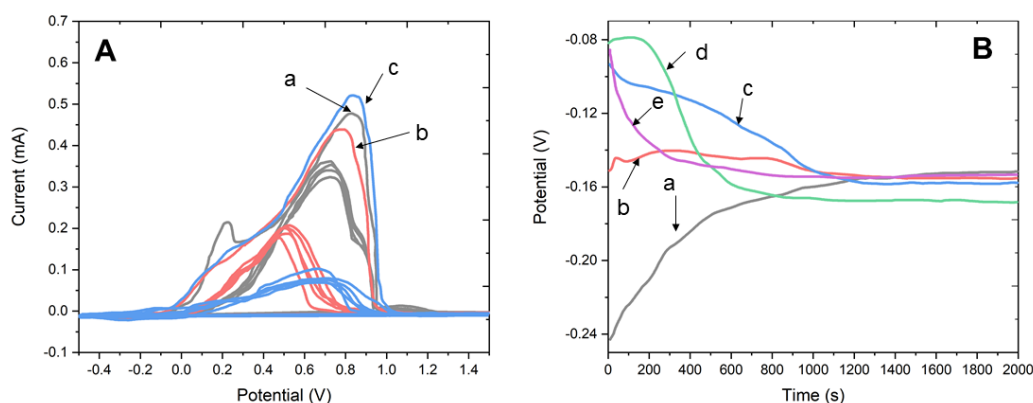 A
a
c
b
0.7
0.6
0.5
0.4
0.3
0.2
0.1
0.0
-0.1
-0.4
-0.2
0.0
0.2
0.4
0.6
0.8
1.0
1.2
1.4
Current (mA)
Potential (V)
B
d
e
c
b
a
-0.08
-0.12
-0.16
-0.20
-0.24
0
200
400
600
800
1000
1200
1400
1600
1800
2000
Potential (V)
Time (s)